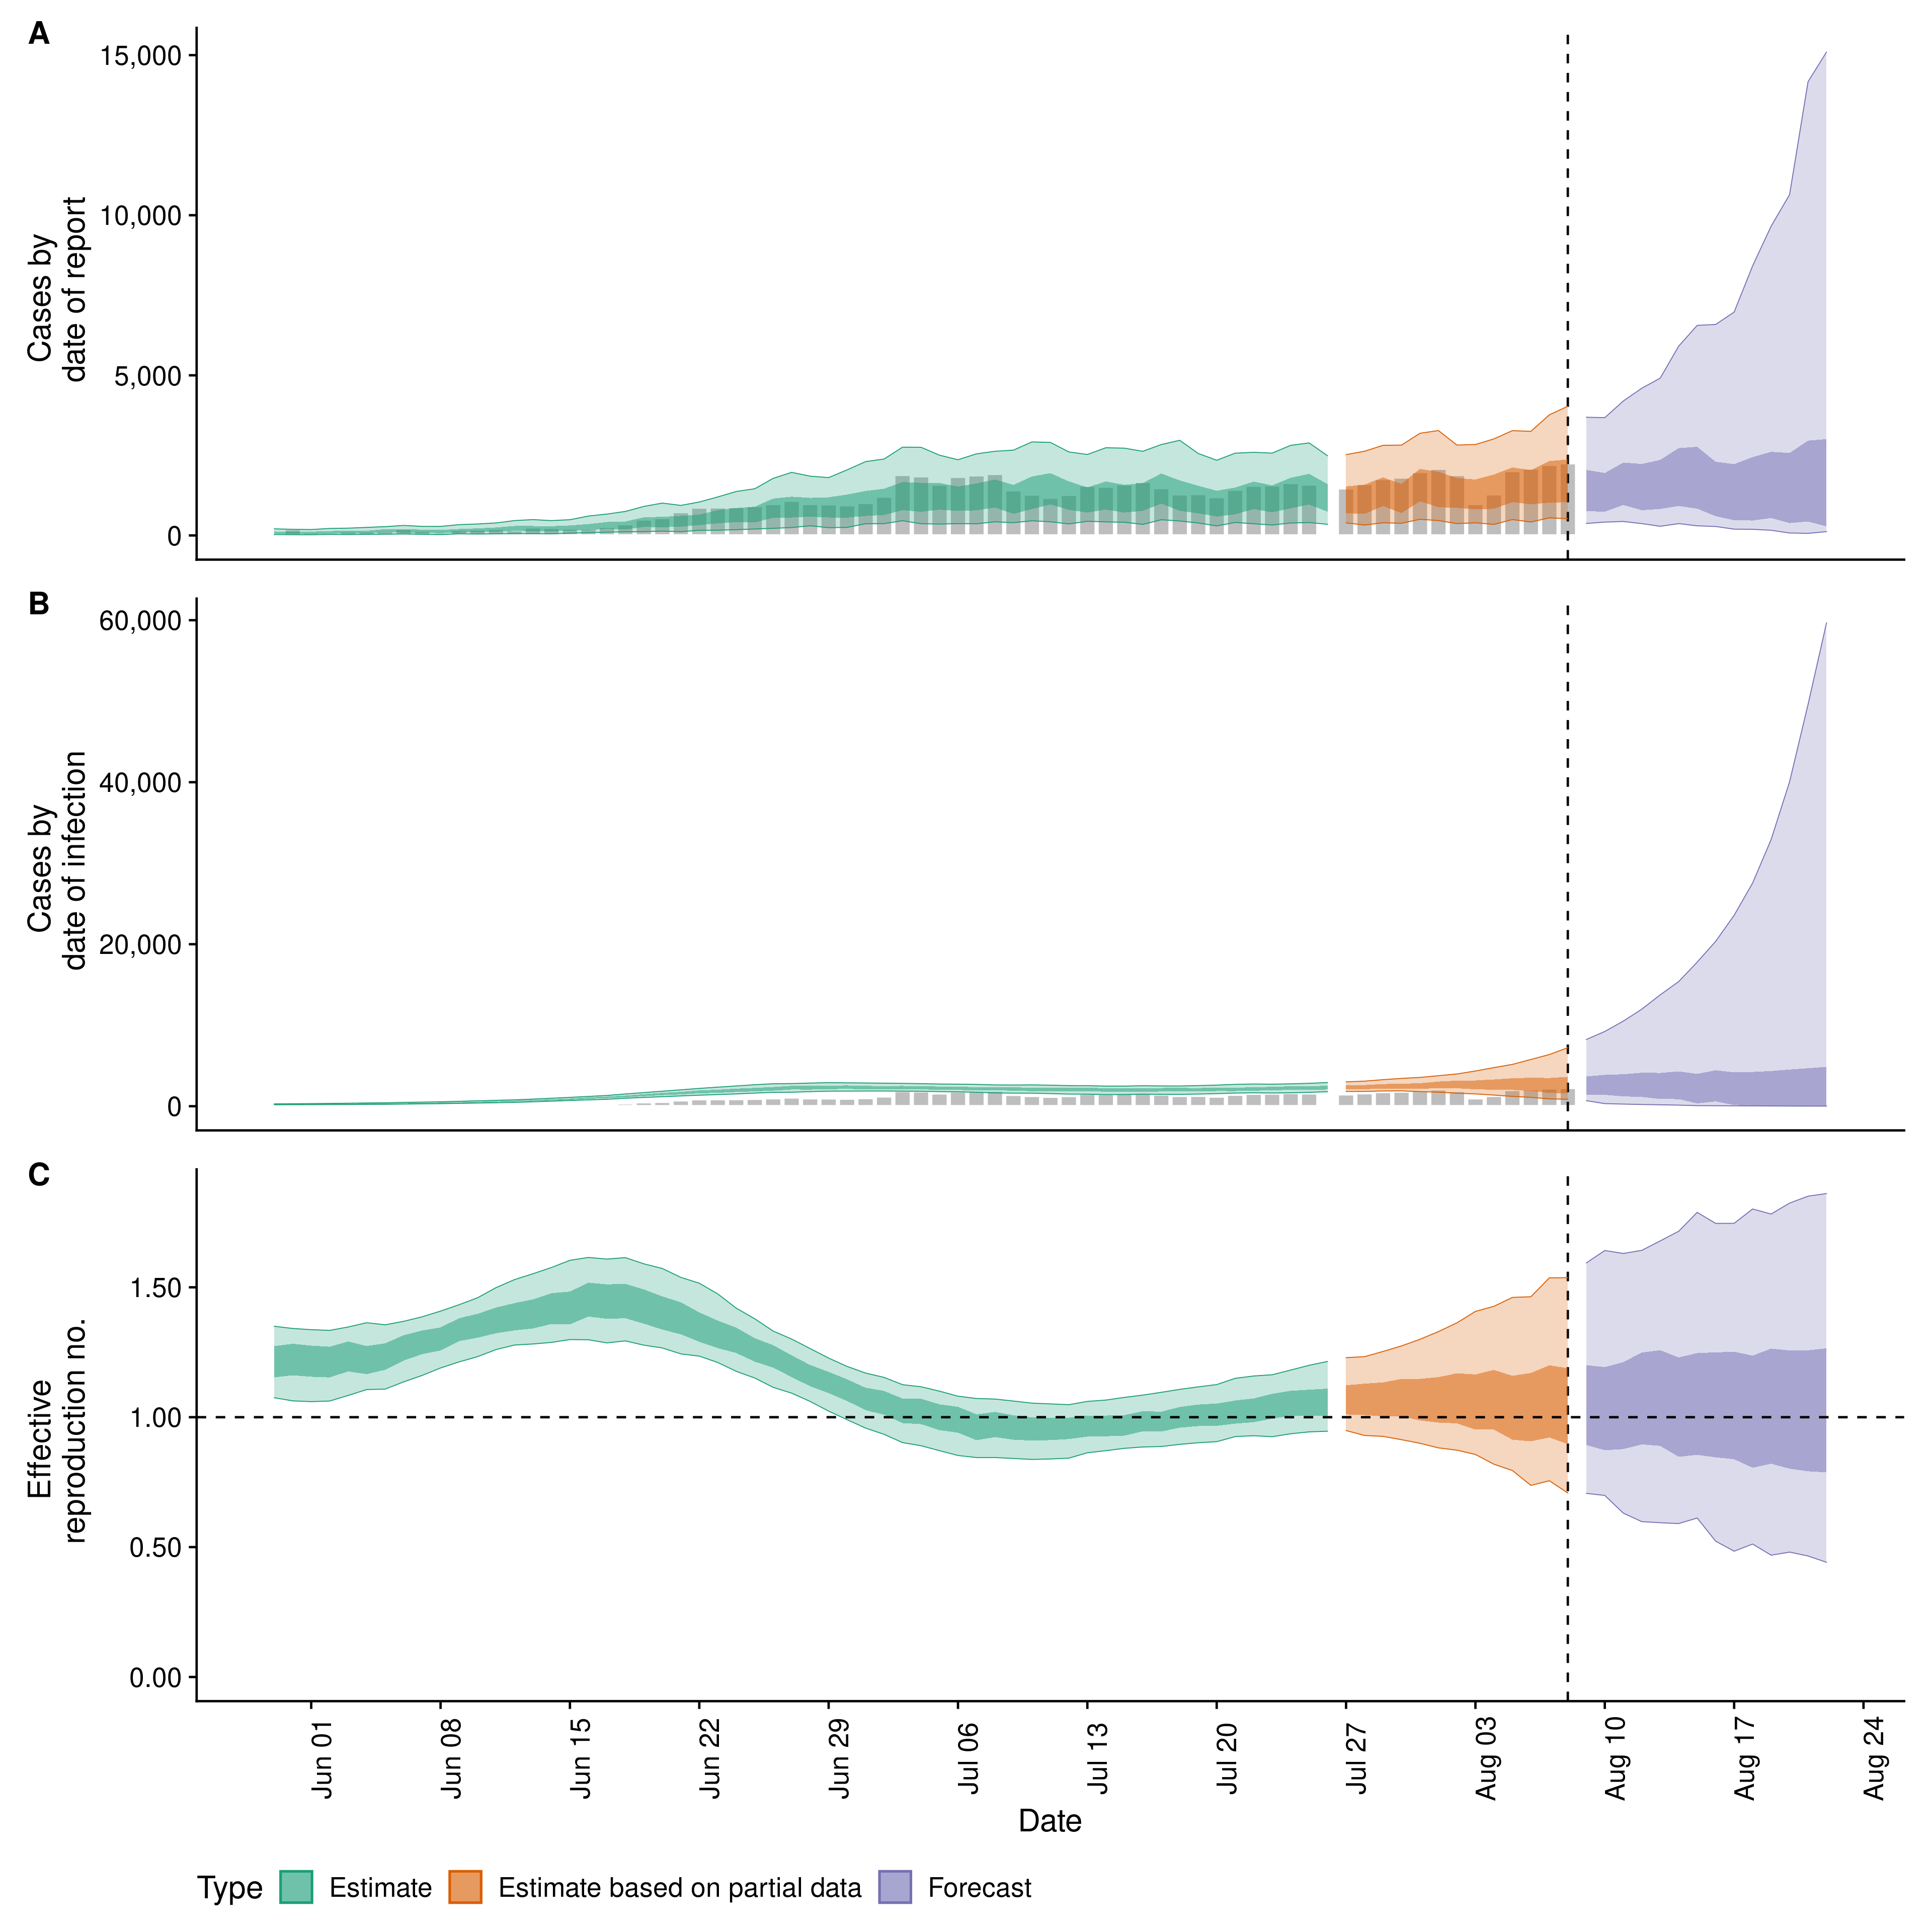 A
15,000
10,000
5,000
0
Cases by
date of report
B
60,000
40,000
20,000
0
Cases by
date of infection
C
1.50
1.00
0.50
0.00
Effective
reproduction no.
Jun 01
Jun 08
Jun 15
Jun 22
Jun 29
Jul 06
Jul 13
Jul 20
Jul 27
Aug 03
Aug 10
Aug 17
Aug 24
Date
Type Estimate Estimate based on partial data Forecast